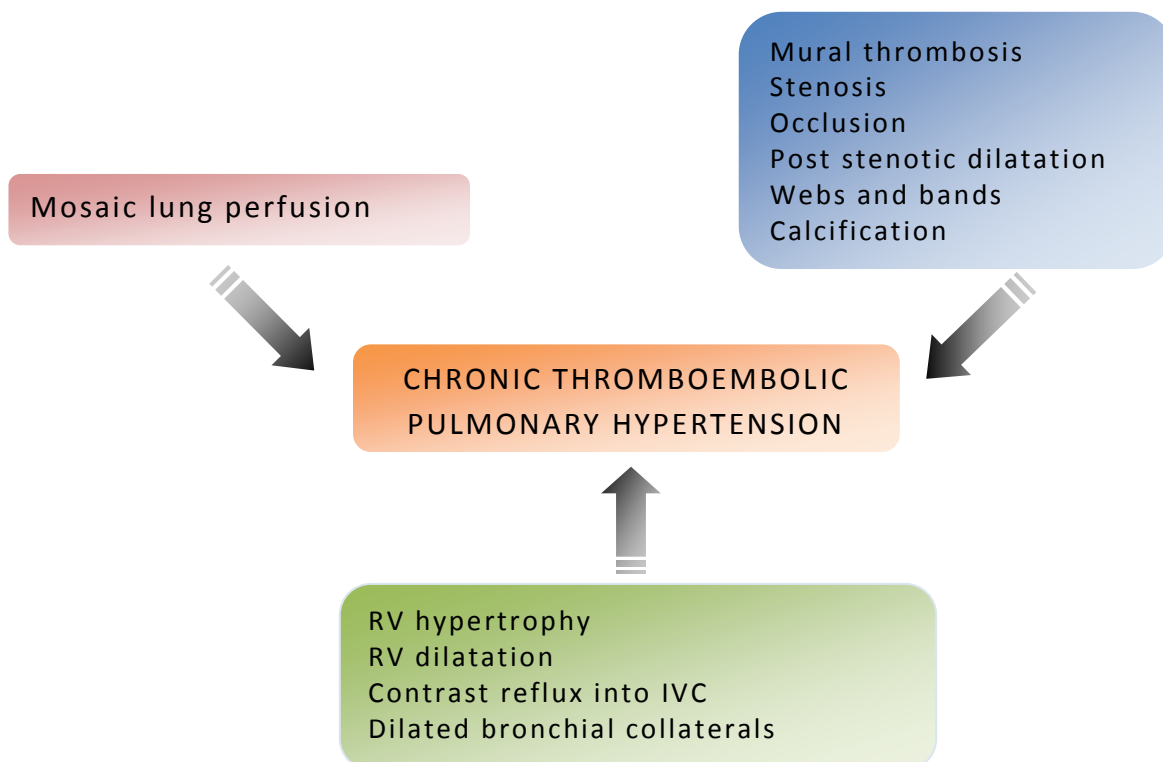 Mural thrombosis
Stenosis
Occlusion
Post stenotic dilatation
Webs and bands
Calcification
Mosaic lung perfusion
CHRONIC THROMBOEMBOLIC
PULMONARY HYPERTENSION
RV hypertrophy
RV dilatation
Contrast reflux into IVC
Dilated bronchial collaterals